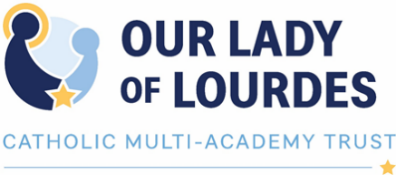 OUR LADY
OF LOURDES
CATHOLIC MULTI-ACADEMY TRUST